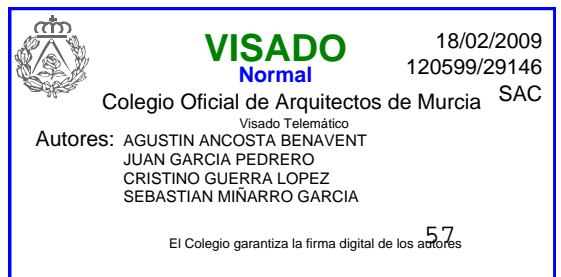 VISADO
Normal
18/02/2009
120599/29146
SAC
Colegio Oficial de Arquitectos de Murcia
Visado Telemático
Autores: AGUSTIN ANCOSTA BENAVENT
JUAN GARCIA PEDRERO
CRISTINO GUERRA LOPEZ
SEBASTIAN MIÑARRO GARCIA
El Colegio garantiza la firma digital de los autores
57